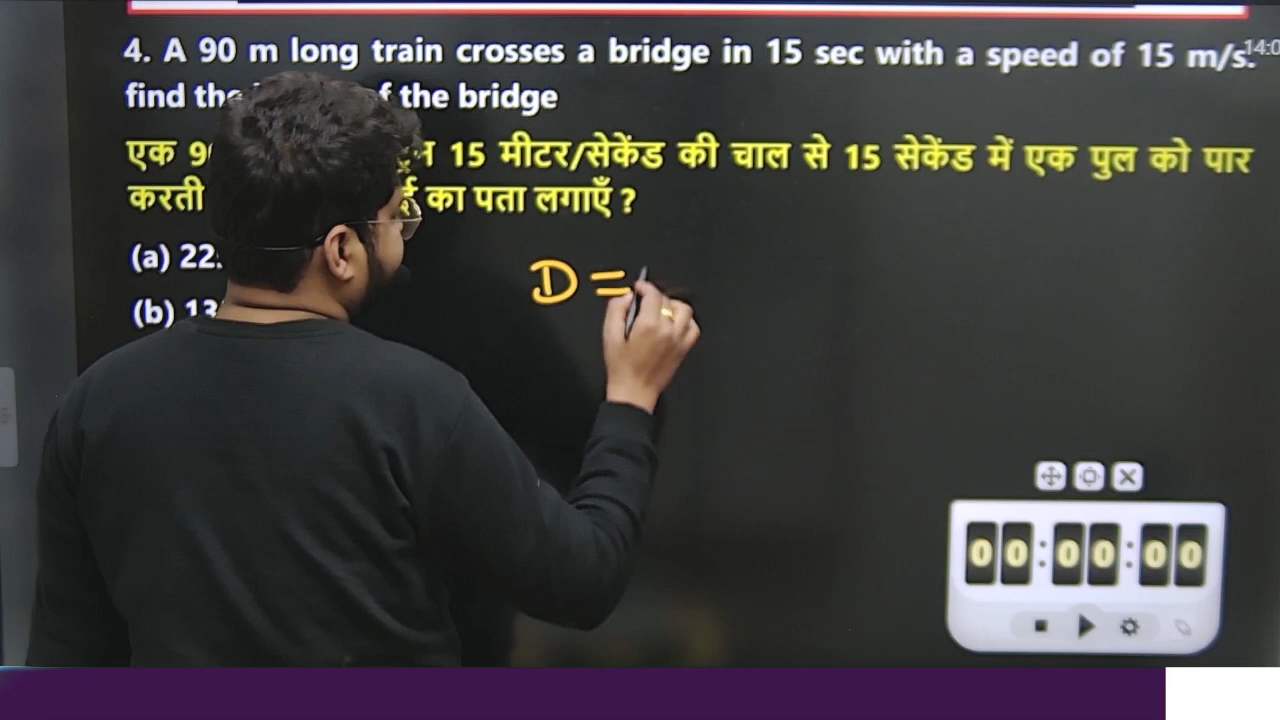 4. A 90 m long train crosses a bridge in 15 sec with a speed of 15 m/s.
14:0
find the of the bridge
एक 15 मीटर/सेकेंड की चाल से 15 सेकेंड में एक पुल को पार
करती का पता लगाएँ ?
(a) 22.
D =
(b) 13
00:00:00